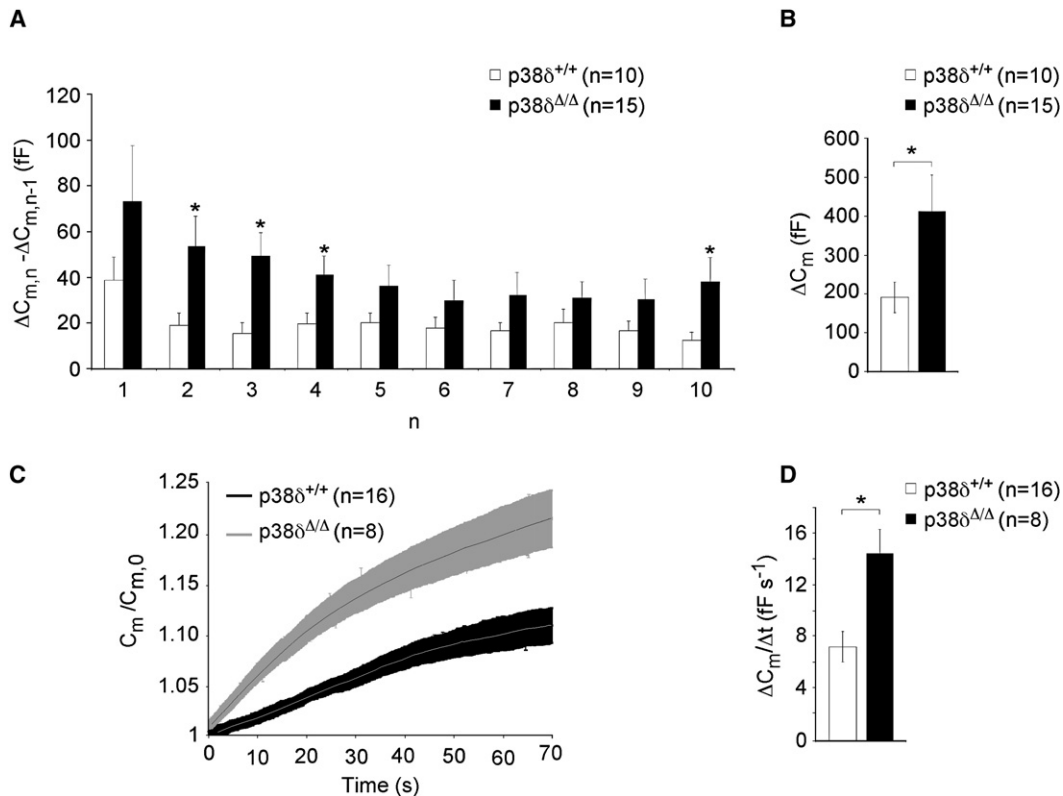 A
p38δ+/+ (n=10)
p38δΔ/Δ (n=15)
ΔCm,n -ΔCm,n-1 (fF)
120
100
80
60
40
20
0
* * * *
1 2 3 4 5 6 7 8 9 10
n
B
p38δ+/+ (n=10)
p38δΔ/Δ (n=15)
ΔCm (fF)
600
500
400
300
200
100
0
*
C
p38δ+/+ (n=16)
p38δΔ/Δ (n=8)
Cm /Cm,0
1.25
1.20
1.15
1.10
1.05
1
0 10 20 30 40 50 60 70
Time (s)
D
p38δ+/+ (n=16)
p38δΔ/Δ (n=8)
ΔCm/Δt (fF s-1)
16
12
8
4
0
*